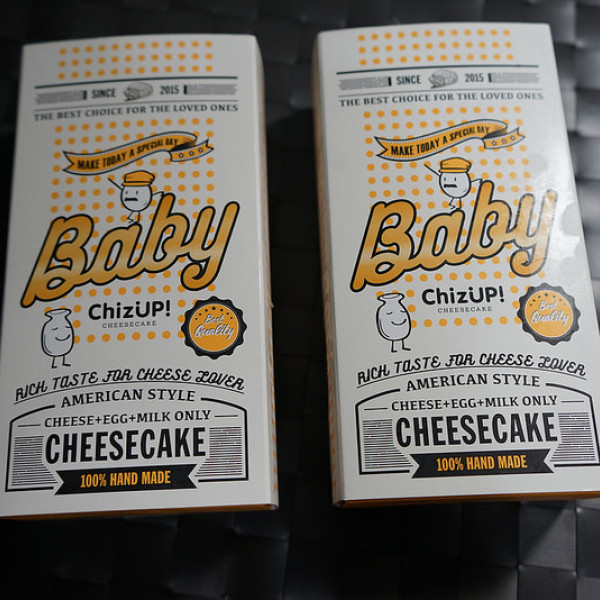 SINCE 2015
THE BEST CHOICE FOR THE LOVED ONES
MAKE TODAY A SPECIAL DAY
Baby
ChizUP!
CHEESECAKE
Best
Quality
RICH TASTE FOR CHEESE LOVER
AMERICAN STYLE
CHEESE+EGG+MILK ONLY
CHEESECAKE
100% HAND MADE
SINCE 2015
THE BEST CHOICE FOR THE LOVED ONES
MAKE TODAY A SPECIAL DAY
Baby
ChizUP!
CHEESECAKE
Best
Quality
RICH TASTE FOR CHEESE LOVER
AMERICAN STYLE
CHEESE+EGG+MILK ONLY
CHEESECAKE
100% HAND MADE